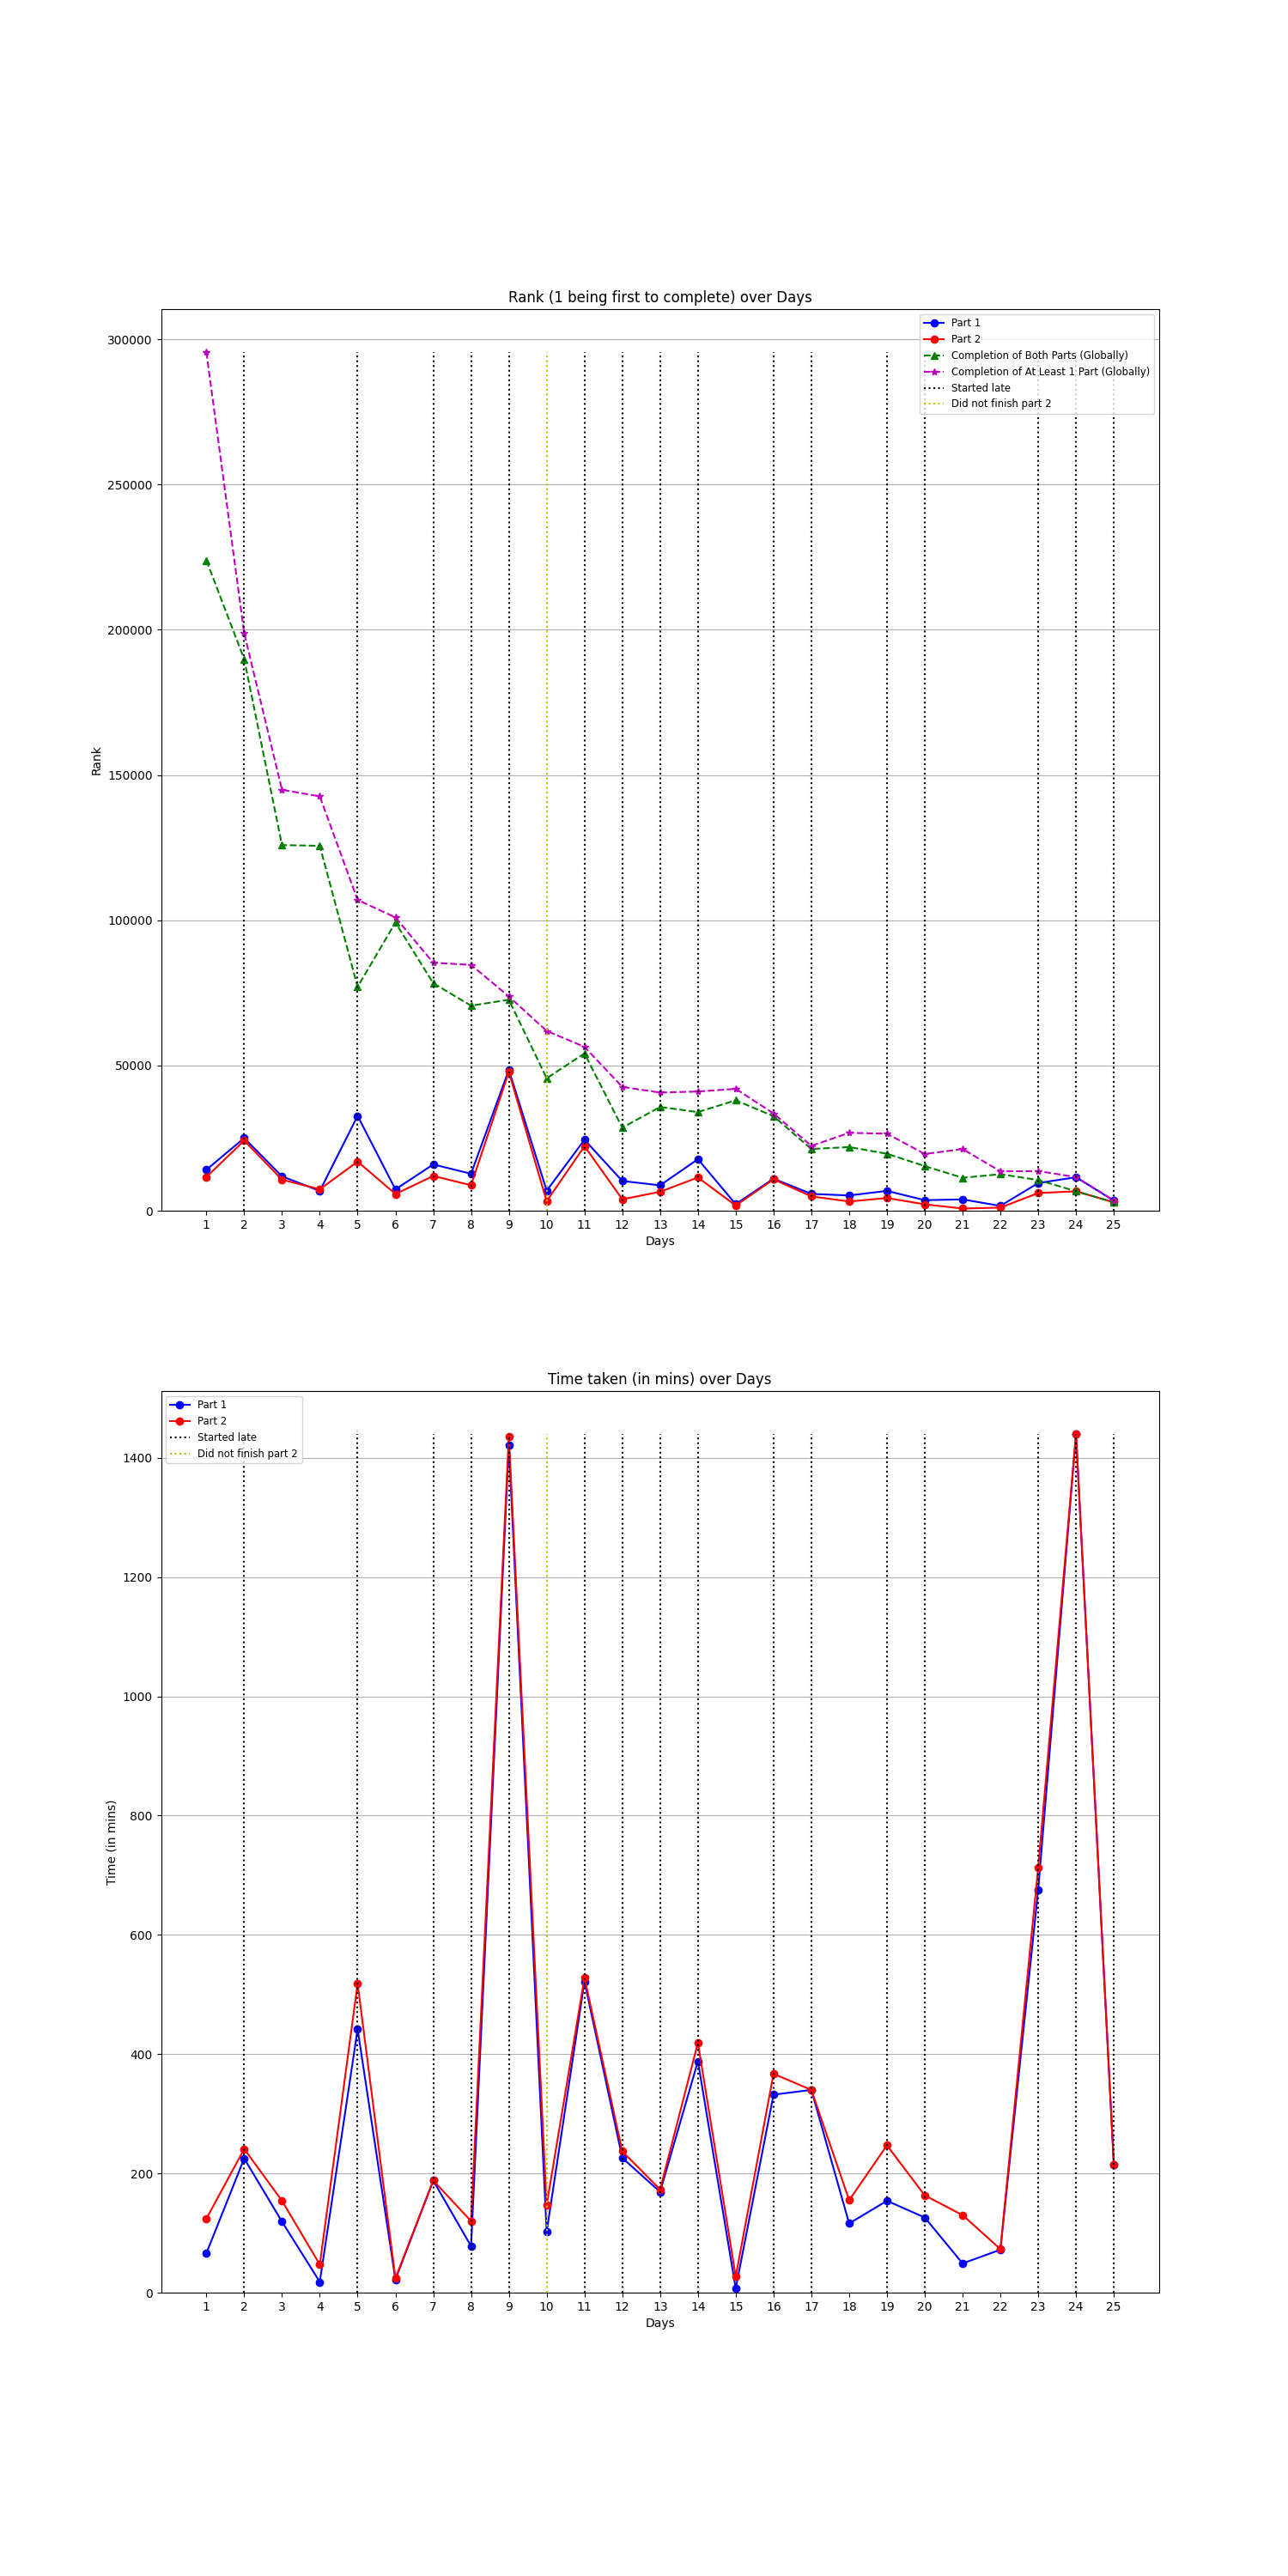 Rank (1 being first to complete) over Days
Part 1
Part 2
Completion of Both Parts (Globally)
Completion of At Least 1 Part (Globally)
Started late
Did not finish part 2
300000
250000
200000
150000
100000
50000
0
Rank
1 2 3 4 5 6 7 8 9 10 11 12 13 14 15 16 17 18 19 20 21 22 23 24 25
Days
Time taken (in mins) over Days
Part 1
Part 2
Started late
Did not finish part 2
1400
1200
1000
800
600
400
200
0
Time (in mins)
1 2 3 4 5 6 7 8 9 10 11 12 13 14 15 16 17 18 19 20 21 22 23 24 25
Days